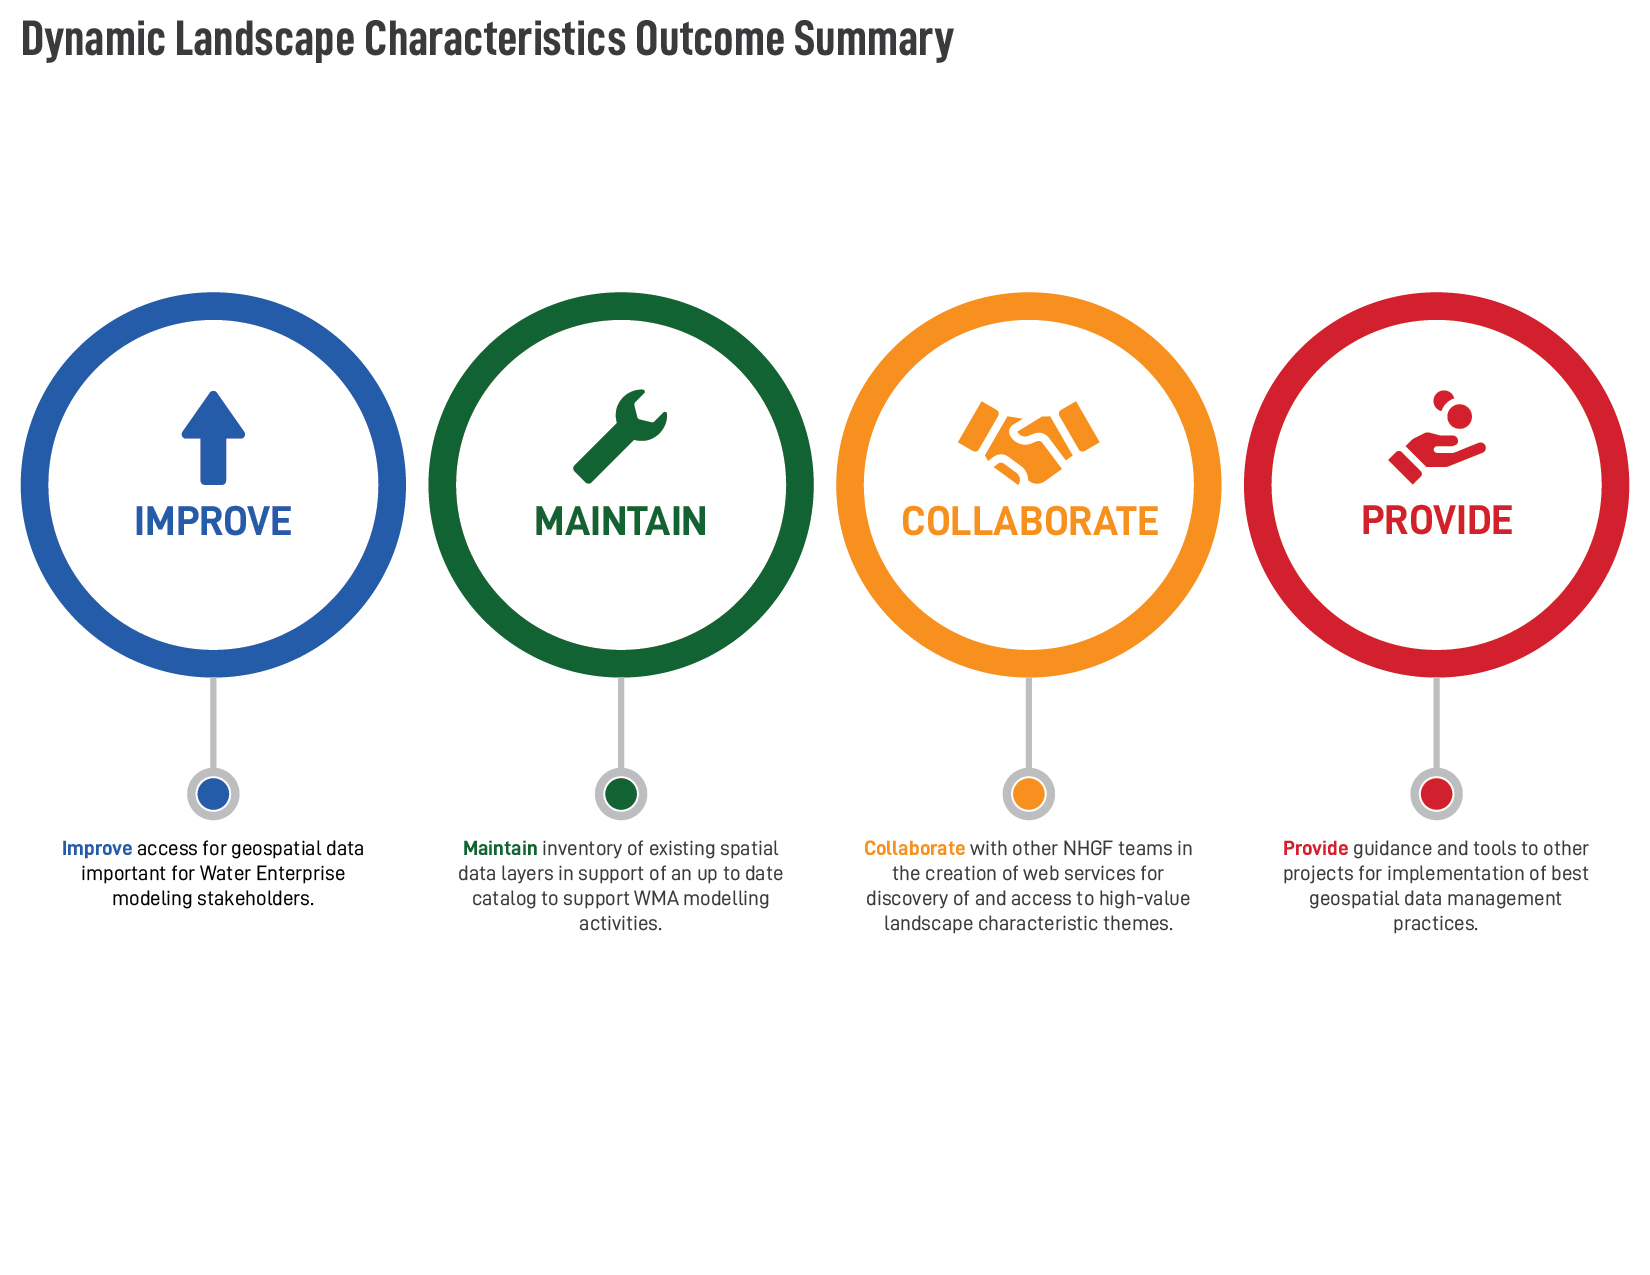 Dynamic Landscape Characteristics Outcome Summary
IMPROVE
MAINTAIN
COLLABORATE
PROVIDE
Improve access for geospatial data
important for Water Enterprise
modeling stakeholders.
Maintain inventory of existing spatial
data layers in support of an up to date
catalog to support WMA modelling
activities.
Collaborate with other NHGF teams in
the creation of web services for
discovery of and access to high-value
landscape characteristic themes.
Provide guidance and tools to other
projects for implementation of best
geospatial data management
practices.